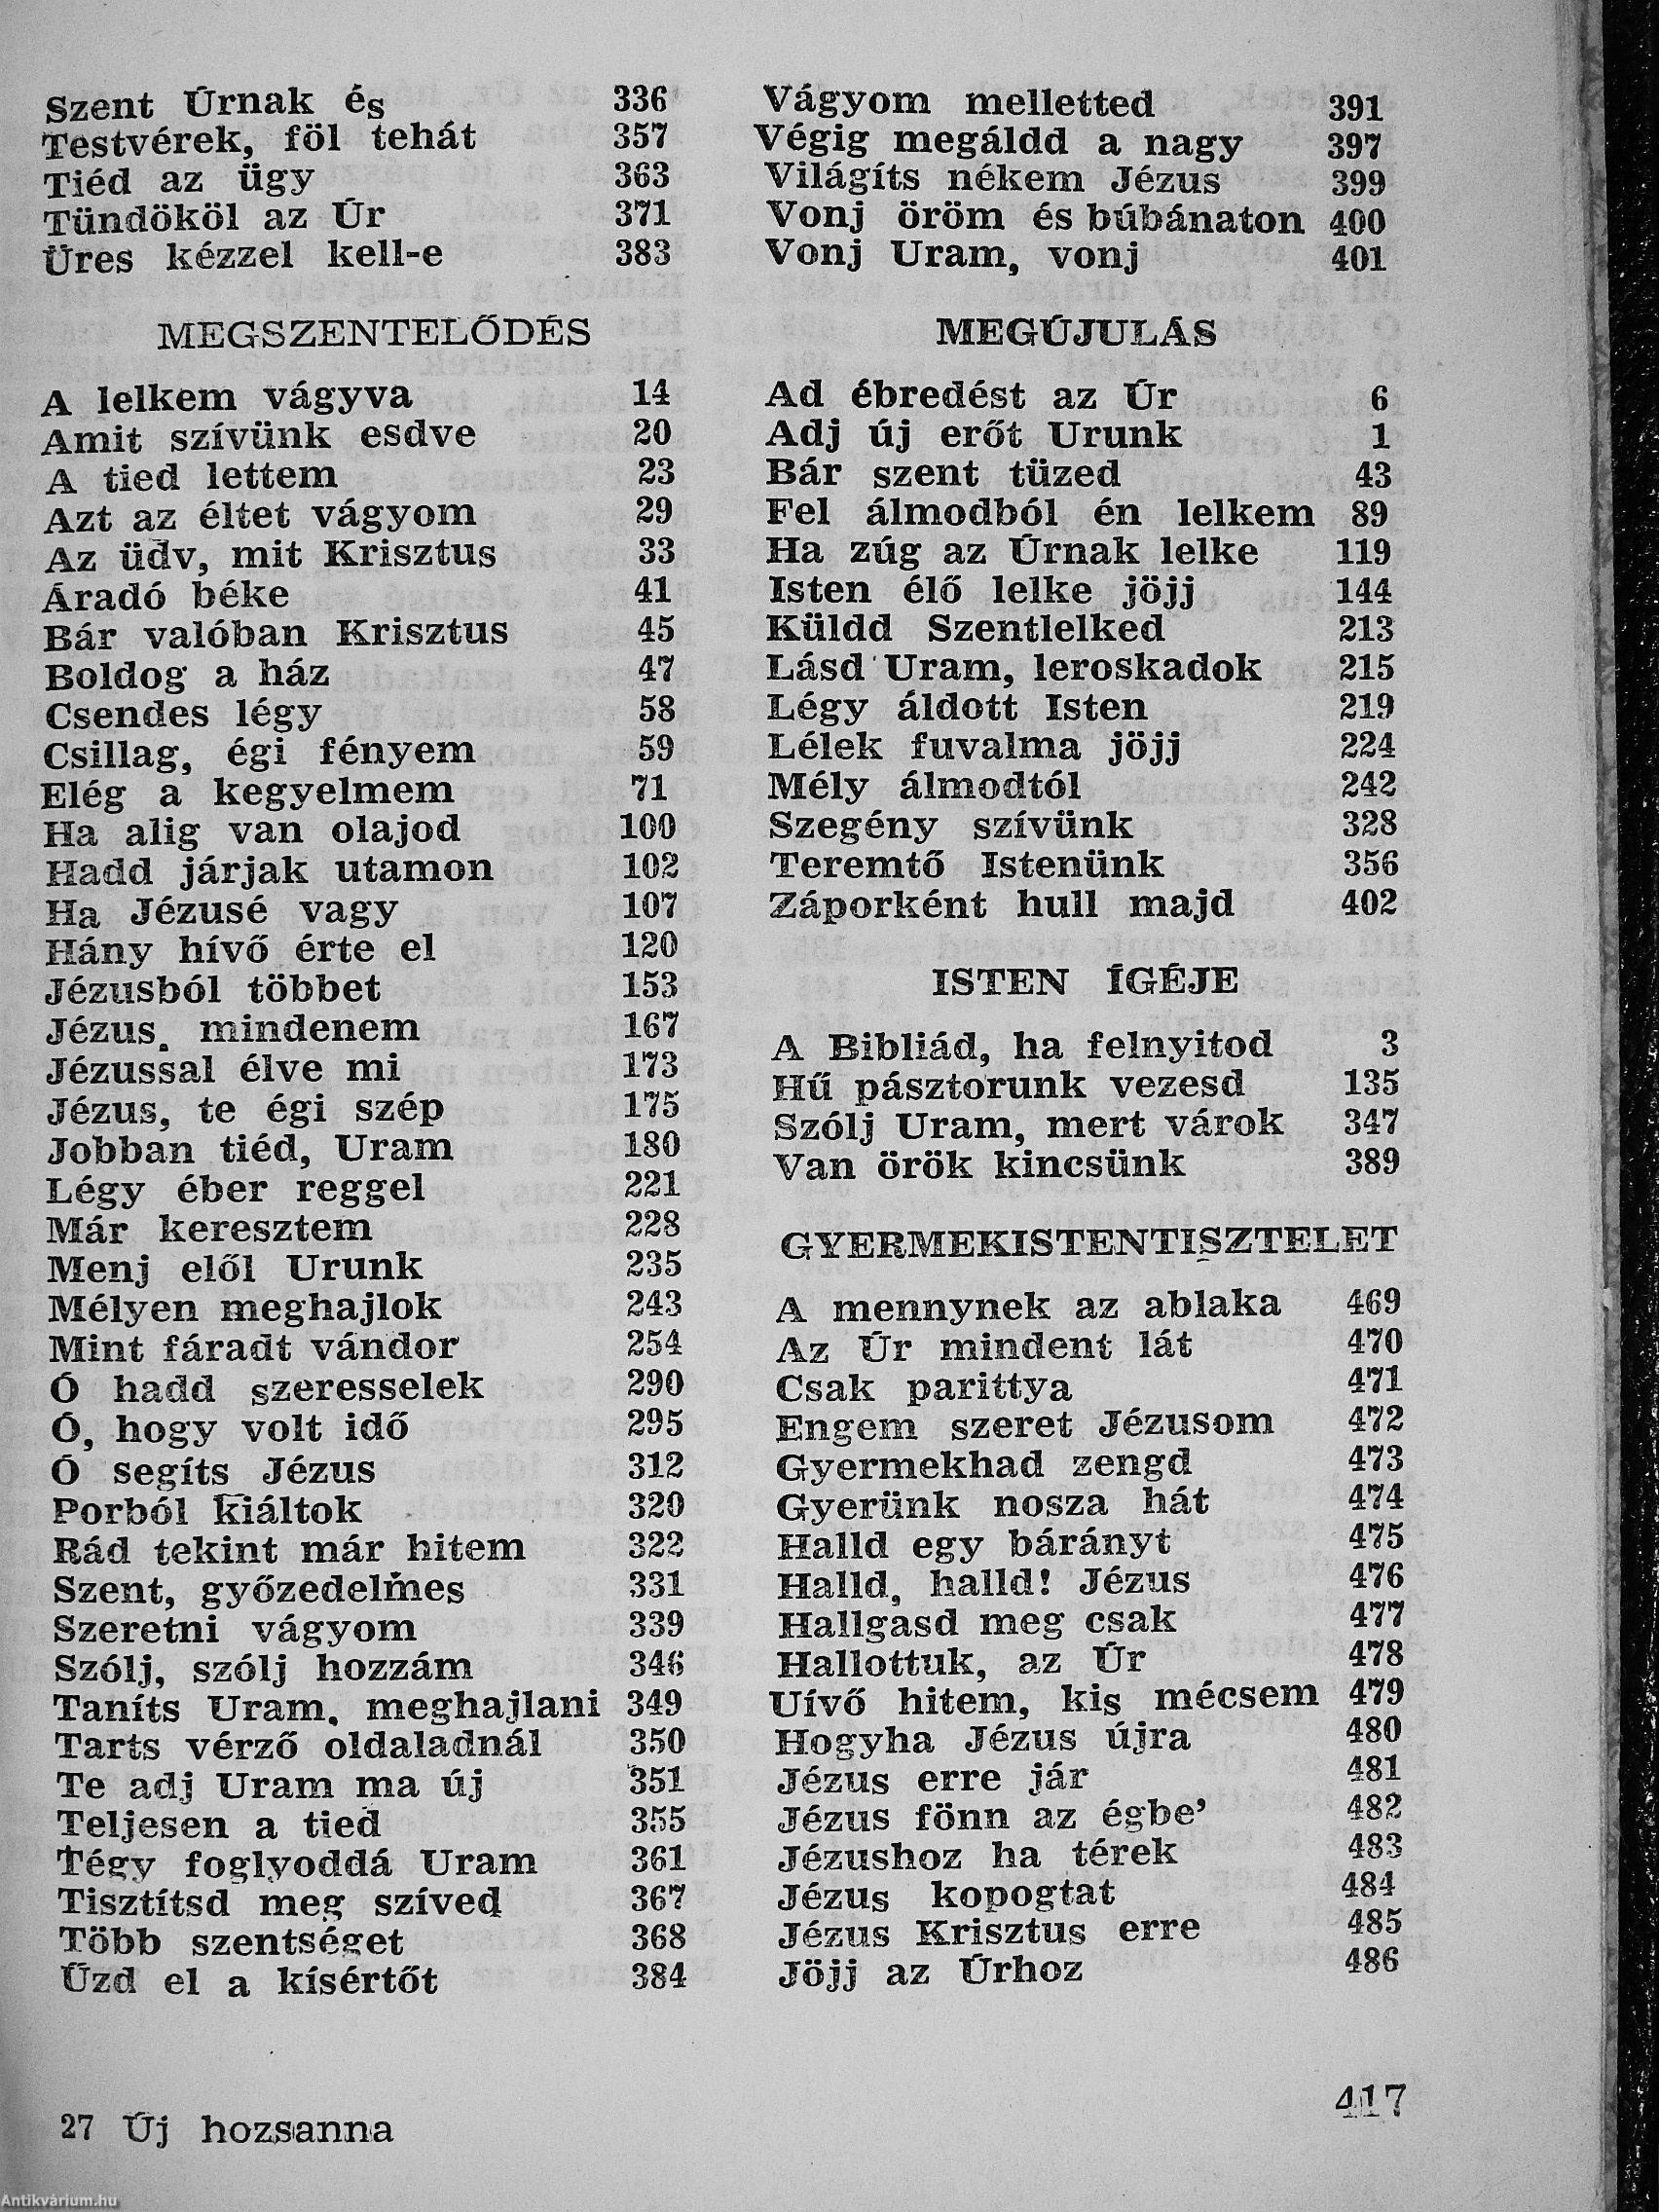 Szent Úrnak és 336
Testvérek, föl tehát 357
Tiéd az ügy 363
Tündököl az Úr 371
Üres kézzel kell-e 383
MEGSZENTELŐDÉS
A lelkem vágyva 14
Amit szívünk esdve 20
A tied lettem 23
Azt az éltet vágyom 29
Az üdv, mit Krisztus 33
Áradó béke 41
Bár valóban Krisztus 45
Boldog a ház 47
Csendes légy 58
Csillag, égi fényem 59
Elég a kegyelmem 71
Ha alig van olajod 100
Hadd járjak utamon 102
Ha Jézusé vagy 107
Hány hívő érte el 120
Jézusból többet 153
Jézus, mindenem 167
Jézussal élve mi 173
Jézus, te égi szép 175
Jobban tiéd, Uram 180
Légy éber reggel 221
Már keresztem 228
Menj elől Urunk 235
Mélyen meghajlok 243
Mint fáradt vándor 254
Ó hadd szeresselek 290
Ó, hogy volt idő 295
Ó segíts Jézus 312
Porból kiáltok 320
Rád tekint már hitem 322
Szent, győzedelmes 331
Szeretni vágyom 339
Szólj, szólj hozzám 346
Taníts Uram, meghajlani 349
Tarts vérző oldaladnál 350
Te adj Uram ma új 351
Teljesen a tied 355
Tégy foglyoddá Uram 361
Tisztítsd meg szíved 367
Több szentséget 368
Űzd el a kísértőt 384
Vágyom melletted 391
Végig megáldd a nagy 397
Világíts nékem Jézus 399
Vonj öröm és búbánaton 400
Vonj Uram, vonj 401
MEGÚJULÁS
Ad ébredést az Úr 6
Adj új erőt Urunk 1
Bár szent tüzed 43
Fel álmodból én lelkem 89
Ha zúg az Úrnak lelke 119
Isten élő lelke jöjj 144
Küldd Szentlelked 213
Lásd Uram, leroskadok 215
Légy áldott Isten 219
Lélek fuvalma jöjj 224
Mély álmodtól 242
Szegény szívünk 328
Teremtő Istenünk 356
Záporként hull majd 402
ISTEN ÍGÉJE
A Bibliád, ha felnyitod 3
Hű pásztorunk vezesd 135
Szólj Uram, mert várok 347
Van örök kincsünk 389
GYERMEKISTENTISZTELET
A mennynek az ablaka 469
Az Úr mindent lát 470
Csak parittya 471
Engem szeret Jézusom 472
Gyermekhad zengd 473
Gyerünk nosza hát 474
Halld egy bárányt 475
Halld, halld! Jézus 476
Hallgasd meg csak 477
Hallottuk, az Úr 478
Uívő hitem, kis mécsem 479
Hogyha Jézus újra 480
Jézus erre jár 481
Jézus fönn az égbe’ 482
Jézushoz ha térek 483
Jézus kopogtat 484
Jézus Krisztus erre 485
Jöjj az Úrhoz 486
27 Új hozsanna
417
Antikvárium.hu